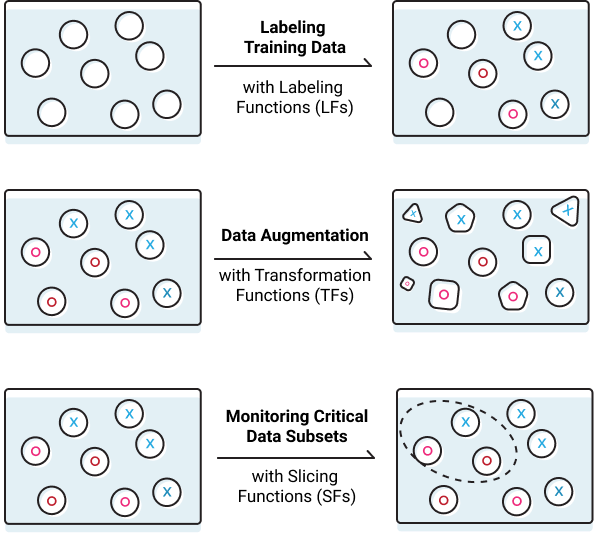 Labeling
Training Data
with Labeling
Functions (LFs)
X
X
O
O
X
O
Data Augmentation
with Transformation
Functions (TFs)
X
X
X
O
O
X
O
O
X
X
X
X
O
X
O
O
O
O
X
Monitoring Critical
Data Subsets
with Slicing
Functions (SFs)
X
X
X
O
O
X
O
O
X
X
X
O
O
X
O
O